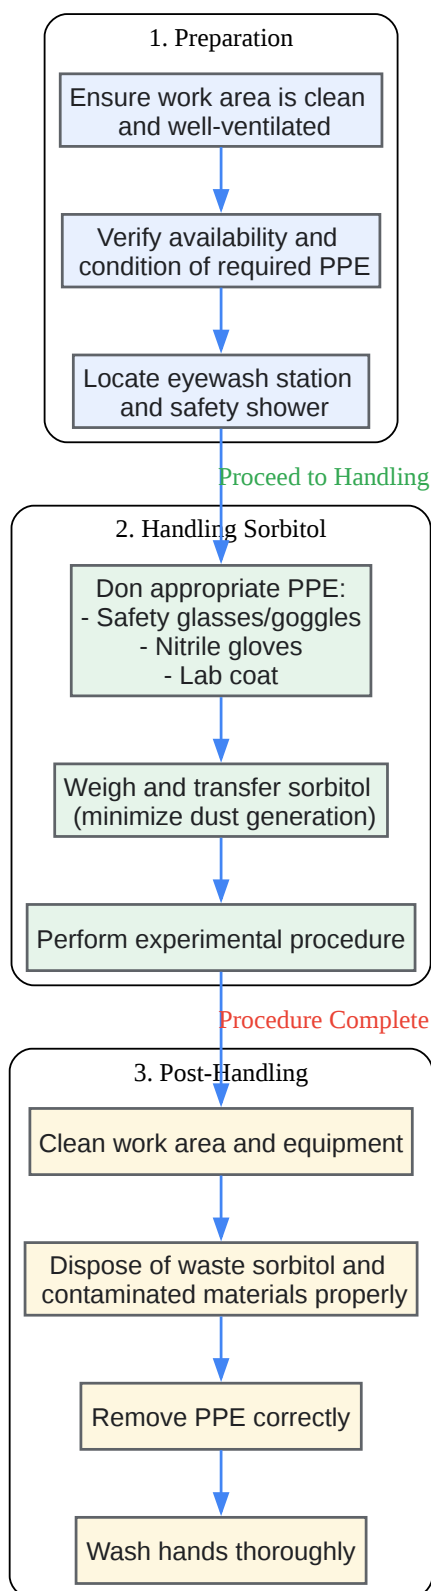 1. Preparation
Ensure work area is clean
and well-ventilated
Verify availability and
condition of required PPE
Locate eyewash station
and safety shower
Proceed to Handling
2. Handling Sorbitol
Don appropriate PPE:
- Safety glasses/goggles
- Nitrile gloves
- Lab coat
Weigh and transfer sorbitol
(minimize dust generation)
Perform experimental procedure
Procedure Complete
3. Post-Handling
Clean work area and equipment
Dispose of waste sorbitol and
contaminated materials properly
Remove PPE correctly
Wash hands thoroughly